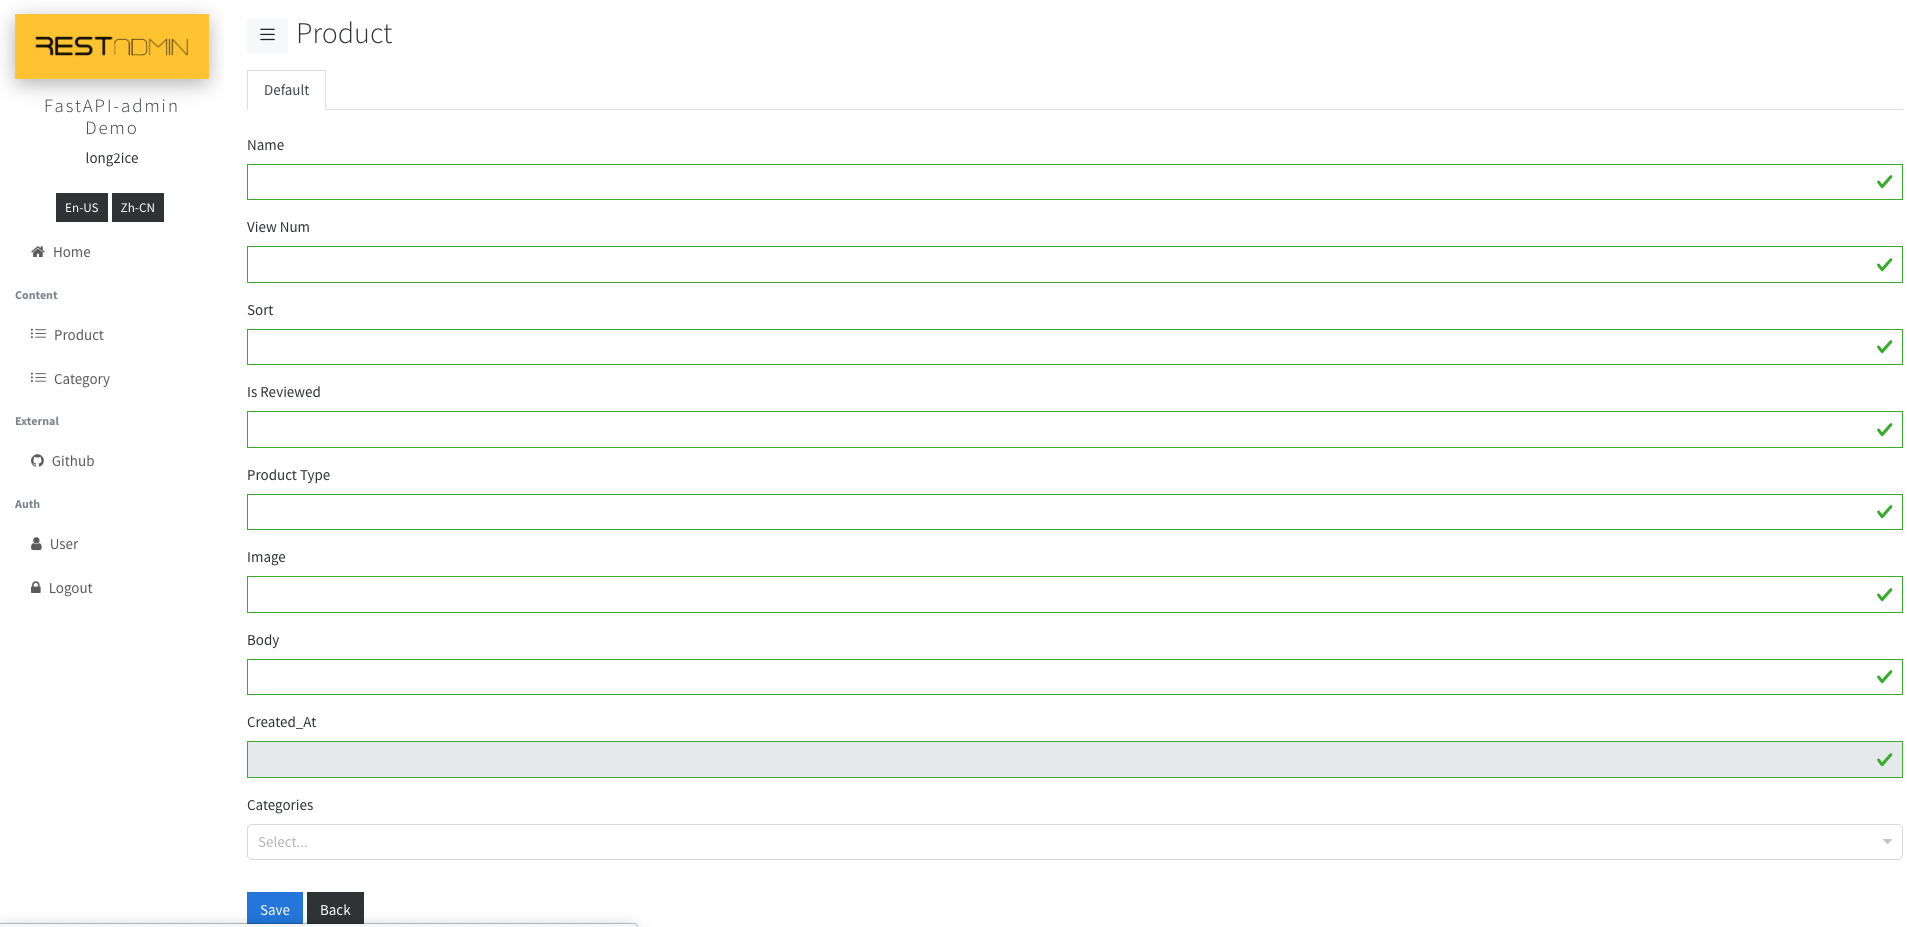 RESTADMIN
FastAPI-admin
Demo
long2ice
En-US Zh-CN
Home
Content
Product
Category
External
Github
Auth
User
Logout
Product
Default
Name
View Num
Sort
Is Reviewed
Product Type
Image
Body
Created_At
Categories
Select...
Save Back